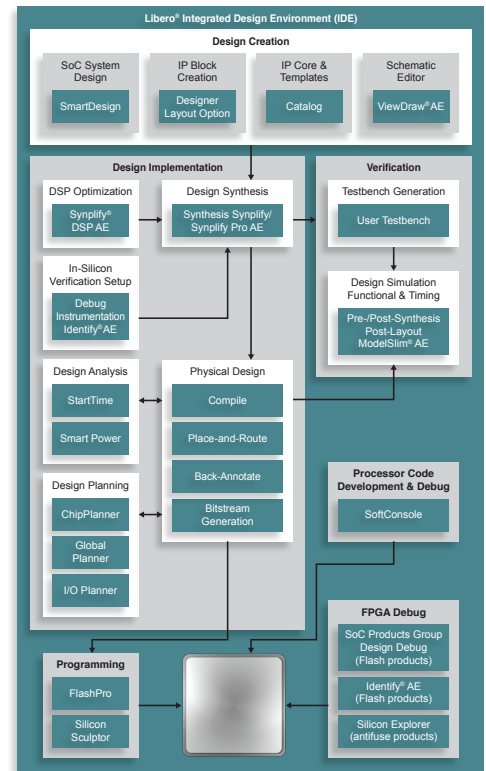 Libero® Integrated Design Environment (IDE)
Design Creation
SoC System
Design
SmartDesign
IP Block
Creation
Designer
Layout Option
IP Core &
Templates
Catalog
Schematic
Editor
ViewDraw® AE
Design Implementation
DSP Optimization
Synplify®
DSP AE
Design Synthesis
Synthesis Synplify/
Synplify Pro AE
In-Silicon
Verification Setup
Debug
Instrumentation
Identify® AE
Design Analysis
StartTime
Smart Power
Physical Design
Compile
Place-and-Route
Back-Annotate
Bitstream
Generation
Design Planning
ChipPlanner
Global
Planner
I/O Planner
Verification
Testbench Generation
User Testbench
Design Simulation
Functional & Timing
Pre-/Post-Synthesis
Post-Layout
ModelSlim® AE
Processor Code
Development & Debug
SoftConsole
Programming
FlashPro
Silicon
Sculptor
FPGA Debug
SoC Products Group
Design Debug
(Flash products)
Identify® AE
(Flash products)
Silicon Explorer
(antifuse products)